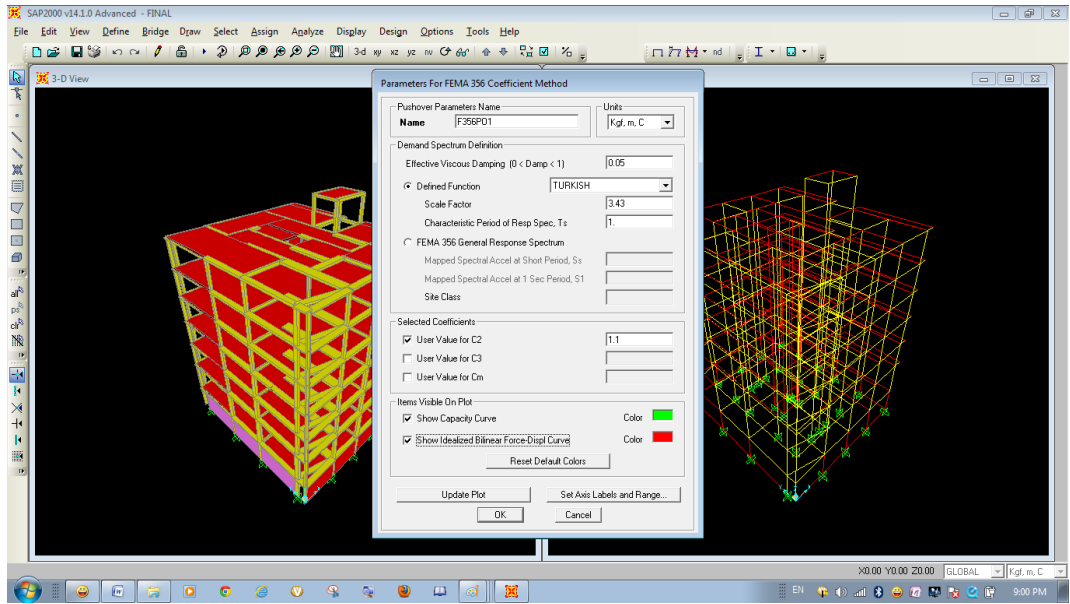 SAP2000 v14.1.0 Advanced - FINAL
File Edit View Define Bridge Draw Select Assign Analyze Display Design Options Tools Help
3-d xy xz yz nv
nd
3-D View
Parameters For FEMA 356 Coefficient Method
Pushover Parameters Name
Name F356PO1
Units
Kgf, m, C
Demand Spectrum Definition
Effective Viscous Damping (0 < Damp < 1) 0.05
Defined Function TURKISH
Scale Factor 3.43
Characteristic Period of Resp Spec, Ts 1.
FEMA 356 General Response Spectrum
Mapped Spectral Accel at Short Period, Ss
Mapped Spectral Accel at 1 Sec Period, S1
Site Class
Selected Coefficients
User Value for C2 1.1
User Value for C3
User Value for Cm
Items Visible On Plot
Show Capacity Curve Color
Show Idealized Bilinear Force-Displ Curve Color
Reset Default Colors
Update Plot Set Axis Labels and Range...
OK Cancel
all
ps
clr
X0.00 Y0.00 Z0.00 GLOBAL Kgf, m, C
EN 9:00 PM